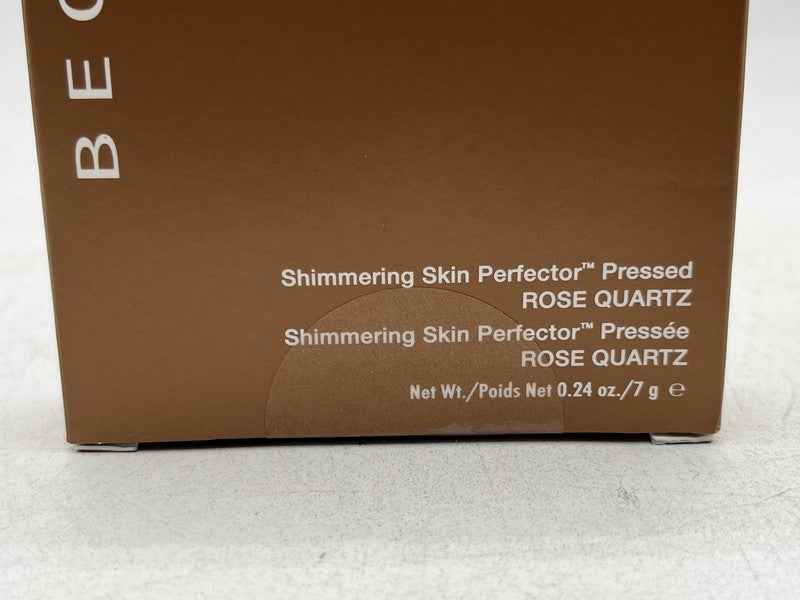 BEC
Shimmering Skin Perfector™ Pressed
ROSE QUARTZ
Shimmering Skin Perfector™ Pressée
ROSE QUARTZ
Net Wt./Poids Net 0.24 oz./7 g ℮